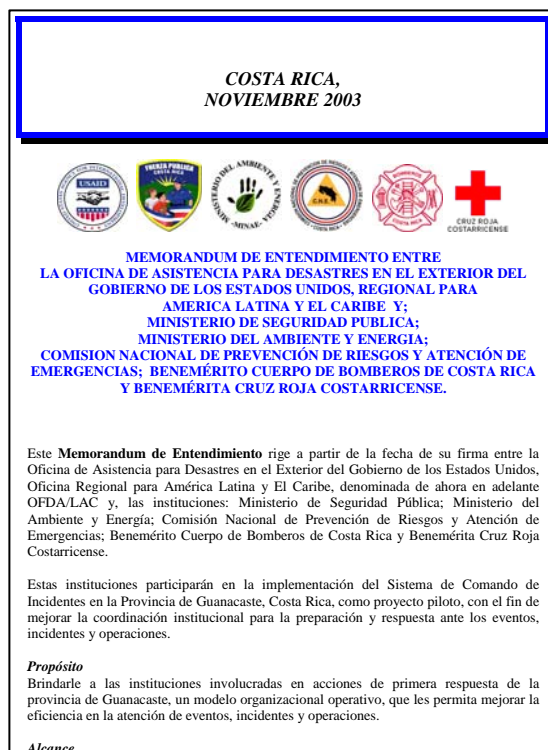 COSTA RICA,
NOVIEMBRE 2003
USAID
FUERZA PUBLICA
COSTA RICA
MINISTERIO DEL AMBIENTE Y ENERGIA
-MINAE-
C.N.E.
BOMBEROS
COSTA RICA
CRUZ ROJA
COSTARRICENSE
MEMORANDUM DE ENTENDIMIENTO ENTRE
LA OFICINA DE ASISTENCIA PARA DESASTRES EN EL EXTERIOR DEL
GOBIERNO DE LOS ESTADOS UNIDOS, REGIONAL PARA
AMERICA LATINA Y EL CARIBE Y;
MINISTERIO DE SEGURIDAD PUBLICA;
MINISTERIO DEL AMBIENTE Y ENERGIA;
COMISION NACIONAL DE PREVENCIÓN DE RIESGOS Y ATENCIÓN DE
EMERGENCIAS; BENEMÉRITO CUERPO DE BOMBEROS DE COSTA RICA
Y BENEMÉRITA CRUZ ROJA COSTARRICENSE.
Este Memorandum de Entendimiento rige a partir de la fecha de su firma entre la
Oficina de Asistencia para Desastres en el Exterior del Gobierno de los Estados Unidos,
Oficina Regional para América Latina y El Caribe, denominada de ahora en adelante
OFDA/LAC y, las instituciones: Ministerio de Seguridad Pública; Ministerio del
Ambiente y Energía; Comisión Nacional de Prevención de Riesgos y Atención de
Emergencias; Benemérito Cuerpo de Bomberos de Costa Rica y Benemérita Cruz Roja
Costarricense.
Estas instituciones participarán en la implementación del Sistema de Comando de
Incidentes en la Provincia de Guanacaste, Costa Rica, como proyecto piloto, con el fin de
mejorar la coordinación institucional para la preparación y respuesta ante los eventos,
incidentes y operaciones.
Propósito
Brindarle a las instituciones involucradas en acciones de primera respuesta de la
provincia de Guanacaste, un modelo organizacional operativo, que les permita mejorar la
eficiencia en la atención de eventos, incidentes y operaciones.
Alcance